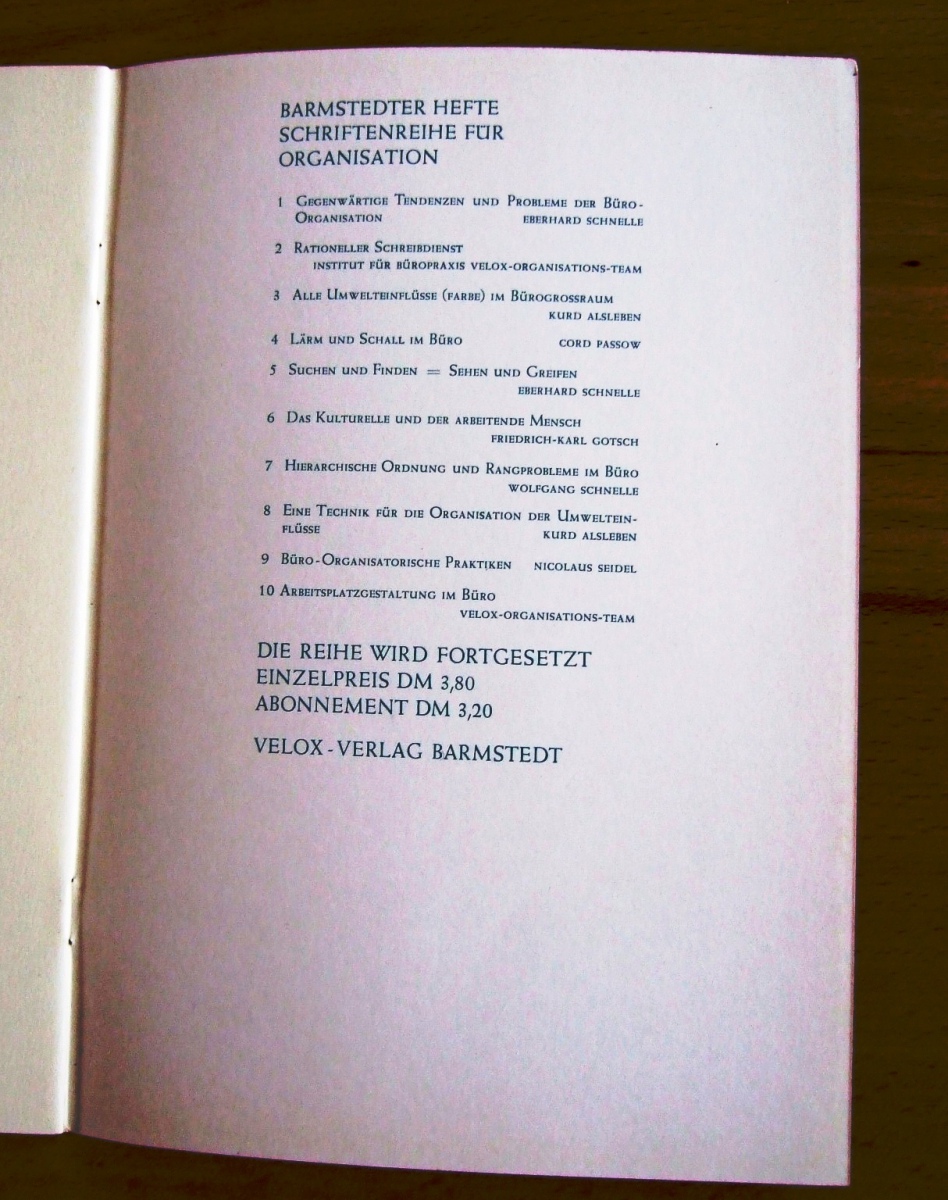 BARMSTEDTER HEFTE
SCHRIFTENREIHE FÜR
ORGANISATION
1 Gegenwärtige Tendenzen und Probleme der Büro-
Organisation EBERHARD SCHNELLE
2 Rationeller Schreibdienst
INSTITUT FÜR BÜROPRAXIS VELOX-ORGANISATIONS-TEAM
3 Alle Umwelteinflüsse (farbe) im Bürogrossraum
KURD ALSLEBEN
4 Lärm und Schall im Büro CORD PASSOW
5 Suchen und Finden = Sehen und Greifen
EBERHARD SCHNELLE
6 Das Kulturelle und der arbeitende Mensch
FRIEDRICH-KARL GOTSCH
7 Hierarchische Ordnung und Rangprobleme im Büro
WOLFGANG SCHNELLE
8 Eine Technik für die Organisation der Umweltein-
flüsse KURD ALSLEBEN
9 Büro-Organisatorische Praktiken NICOLAUS SEIDEL
10 Arbeitsplatzgestaltung im Büro
VELOX-ORGANISATIONS-TEAM
DIE REIHE WIRD FORTGESETZT
EINZELPREIS DM 3,80
ABONNEMENT DM 3,20
VELOX-VERLAG BARMSTEDT